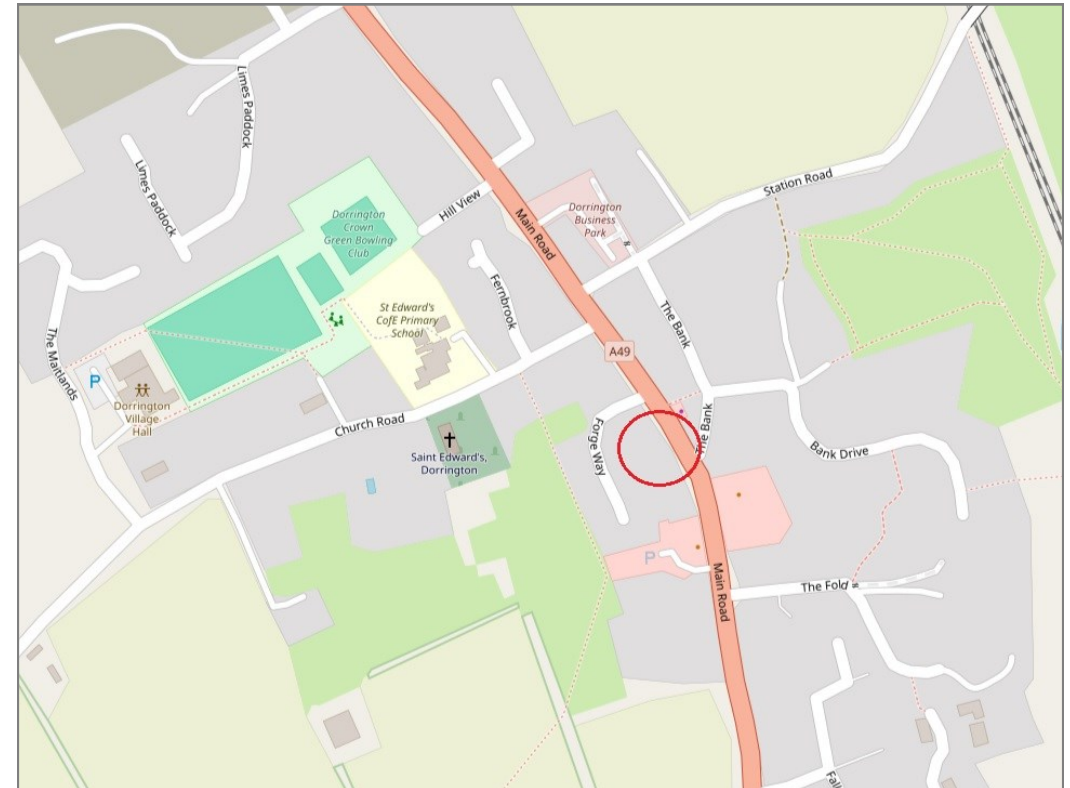 Limes Paddock
Limes Paddock
Dorrington
Crown
Green Bowling
Club
Hill View
Main Road
Dorrington
Business
Park
Station Road
St Edward's
CofE Primary
School
Fernbrook
The Bank
A49
The Maitlands
P
Dorrington
Village
Hall
Church Road
Saint Edward's,
Dorrington
Forge Way
The Bank
Bank Drive
P
Main Road
The Fold